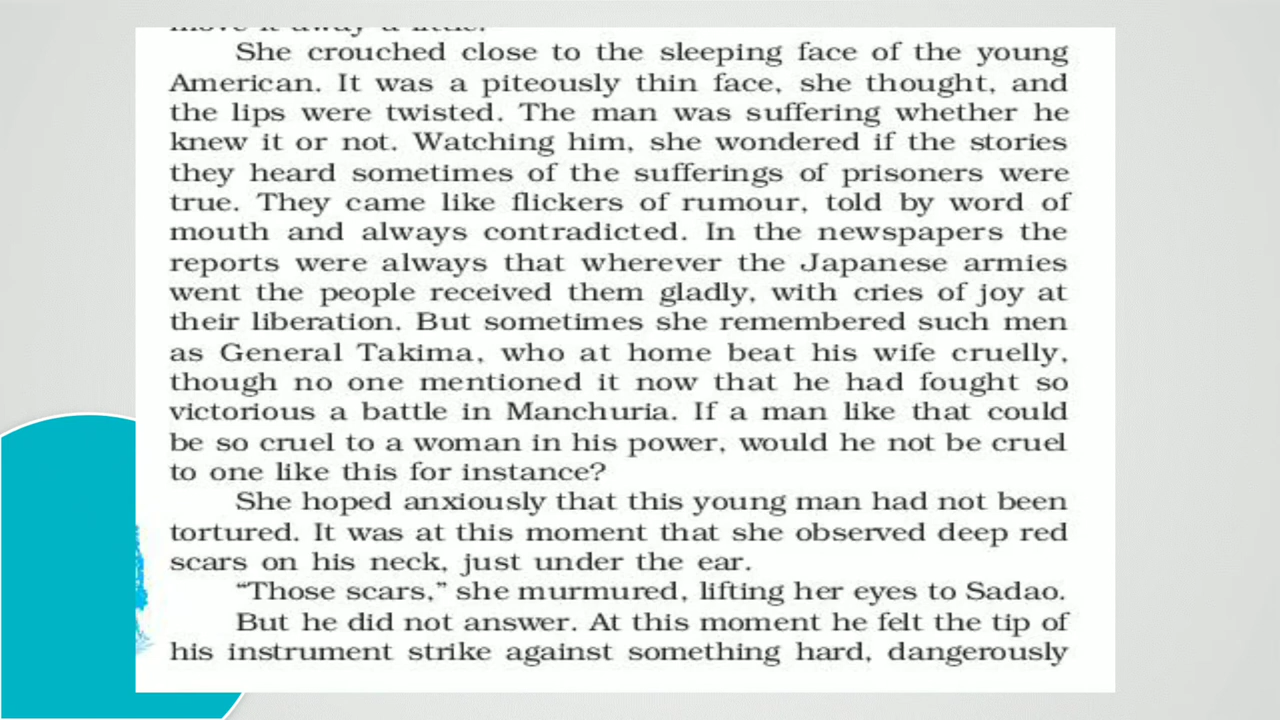 move it away a little.
She crouched close to the sleeping face of the young
American. It was a piteously thin face, she thought, and
the lips were twisted. The man was suffering whether he
knew it or not. Watching him, she wondered if the stories
they heard sometimes of the sufferings of prisoners were
true. They came like flickers of rumour, told by word of
mouth and always contradicted. In the newspapers the
reports were always that wherever the Japanese armies
went the people received them gladly, with cries of joy at
their liberation. But sometimes she remembered such men
as General Takima, who at home beat his wife cruelly,
though no one mentioned it now that he had fought so
victorious a battle in Manchuria. If a man like that could
be so cruel to a woman in his power, would he not be cruel
to one like this for instance?
She hoped anxiously that this young man had not been
tortured. It was at this moment that she observed deep red
scars on his neck, just under the ear.
“Those scars,” she murmured, lifting her eyes to Sadao.
But he did not answer. At this moment he felt the tip of
his instrument strike against something hard, dangerously